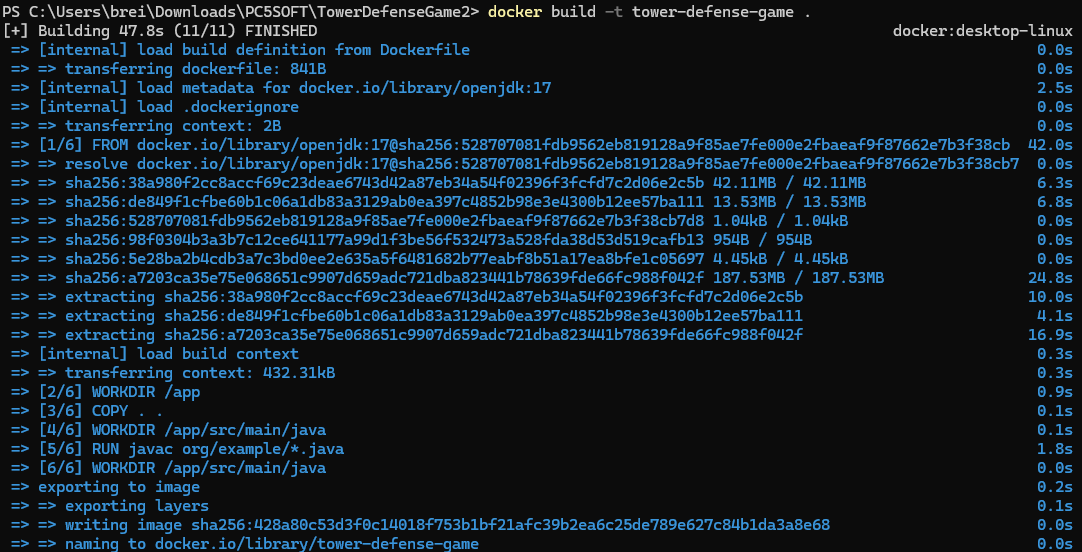 PS C:\Users\brei\Downloads\PC5SOFT\TowerDefenseGame2> docker build -t tower-defense-game .
[+] Building 47.8s (11/11) FINISHED docker:desktop-linux
=> [internal] load build definition from Dockerfile 0.0s
=> => transferring dockerfile: 841B 0.0s
=> [internal] load metadata for docker.io/library/openjdk:17 2.5s
=> [internal] load .dockerignore 0.0s
=> => transferring context: 2B 0.0s
=> [1/6] FROM docker.io/library/openjdk:17@sha256:528707081fdb9562eb819128a9f85ae7fe000e2fbaeaf9f87662e7b3f38cb 42.0s
=> => resolve docker.io/library/openjdk:17@sha256:528707081fdb9562eb819128a9f85ae7fe000e2fbaeaf9f87662e7b3f38cb7 0.0s
=> => sha256:38a980f2cc8accf69c23deae6743d42a87eb34a54f02396f3fcfd7c2d06e2c5b 42.11MB / 42.11MB 6.3s
=> => sha256:de849f1cfbe60b1c06a1db83a3129ab0ea397c4852b98e3e4300b12ee57ba111 13.53MB / 13.53MB 6.8s
=> => sha256:528707081fdb9562eb819128a9f85ae7fe000e2fbaeaf9f87662e7b3f38cb7d8 1.04kB / 1.04kB 0.0s
=> => sha256:98f0304b3a3b7c12ce641177a99d1f3be56f532473a528fda38d53d519cafb13 954B / 954B 0.0s
=> => sha256:5e28ba2b4cdb3a7c3bd0ee2e635a5f6481682b77eabf8b51a17ea8bfe1c05697 4.45kB / 4.45kB 0.0s
=> => sha256:a7203ca35e75e068651c9907d659adc721dba823441b78639fde66fc988f042f 187.53MB / 187.53MB 24.8s
=> => extracting sha256:38a980f2cc8accf69c23deae6743d42a87eb34a54f02396f3fcfd7c2d06e2c5b 10.0s
=> => extracting sha256:de849f1cfbe60b1c06a1db83a3129ab0ea397c4852b98e3e4300b12ee57ba111 4.1s
=> => extracting sha256:a7203ca35e75e068651c9907d659adc721dba823441b78639fde66fc988f042f 16.9s
=> [internal] load build context 0.3s
=> => transferring context: 432.31kB 0.3s
=> [2/6] WORKDIR /app 0.9s
=> [3/6] COPY . . 0.1s
=> [4/6] WORKDIR /app/src/main/java 0.1s
=> [5/6] RUN javac org/example/*.java 1.8s
=> [6/6] WORKDIR /app/src/main/java 0.0s
=> exporting to image 0.2s
=> => exporting layers 0.1s
=> => writing image sha256:428a80c53d3f0c14018f753b1bf21afc39b2ea6c25de789e627c84b1da3a8e68 0.0s
=> => naming to docker.io/library/tower-defense-game 0.0s